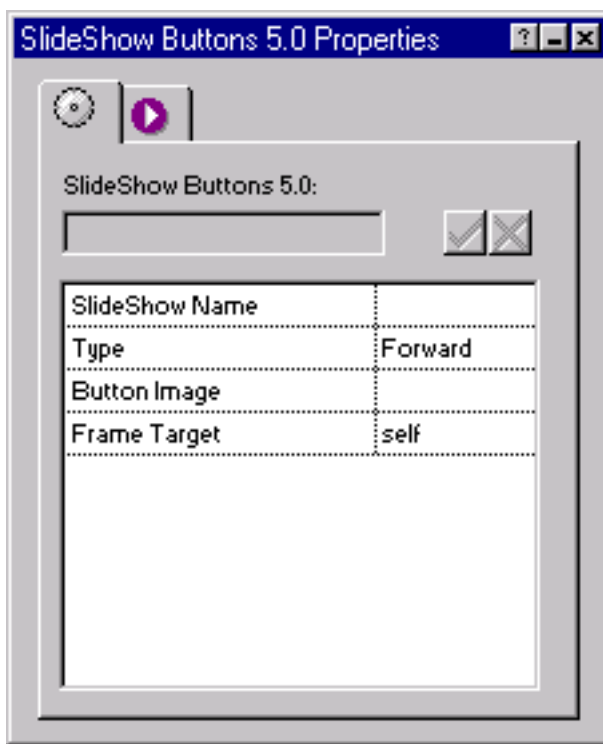 SlideShow Buttons 5.0 Properties
SlideShow Buttons 5.0:
SlideShow Name
Type Forward
Button Image
Frame Target self